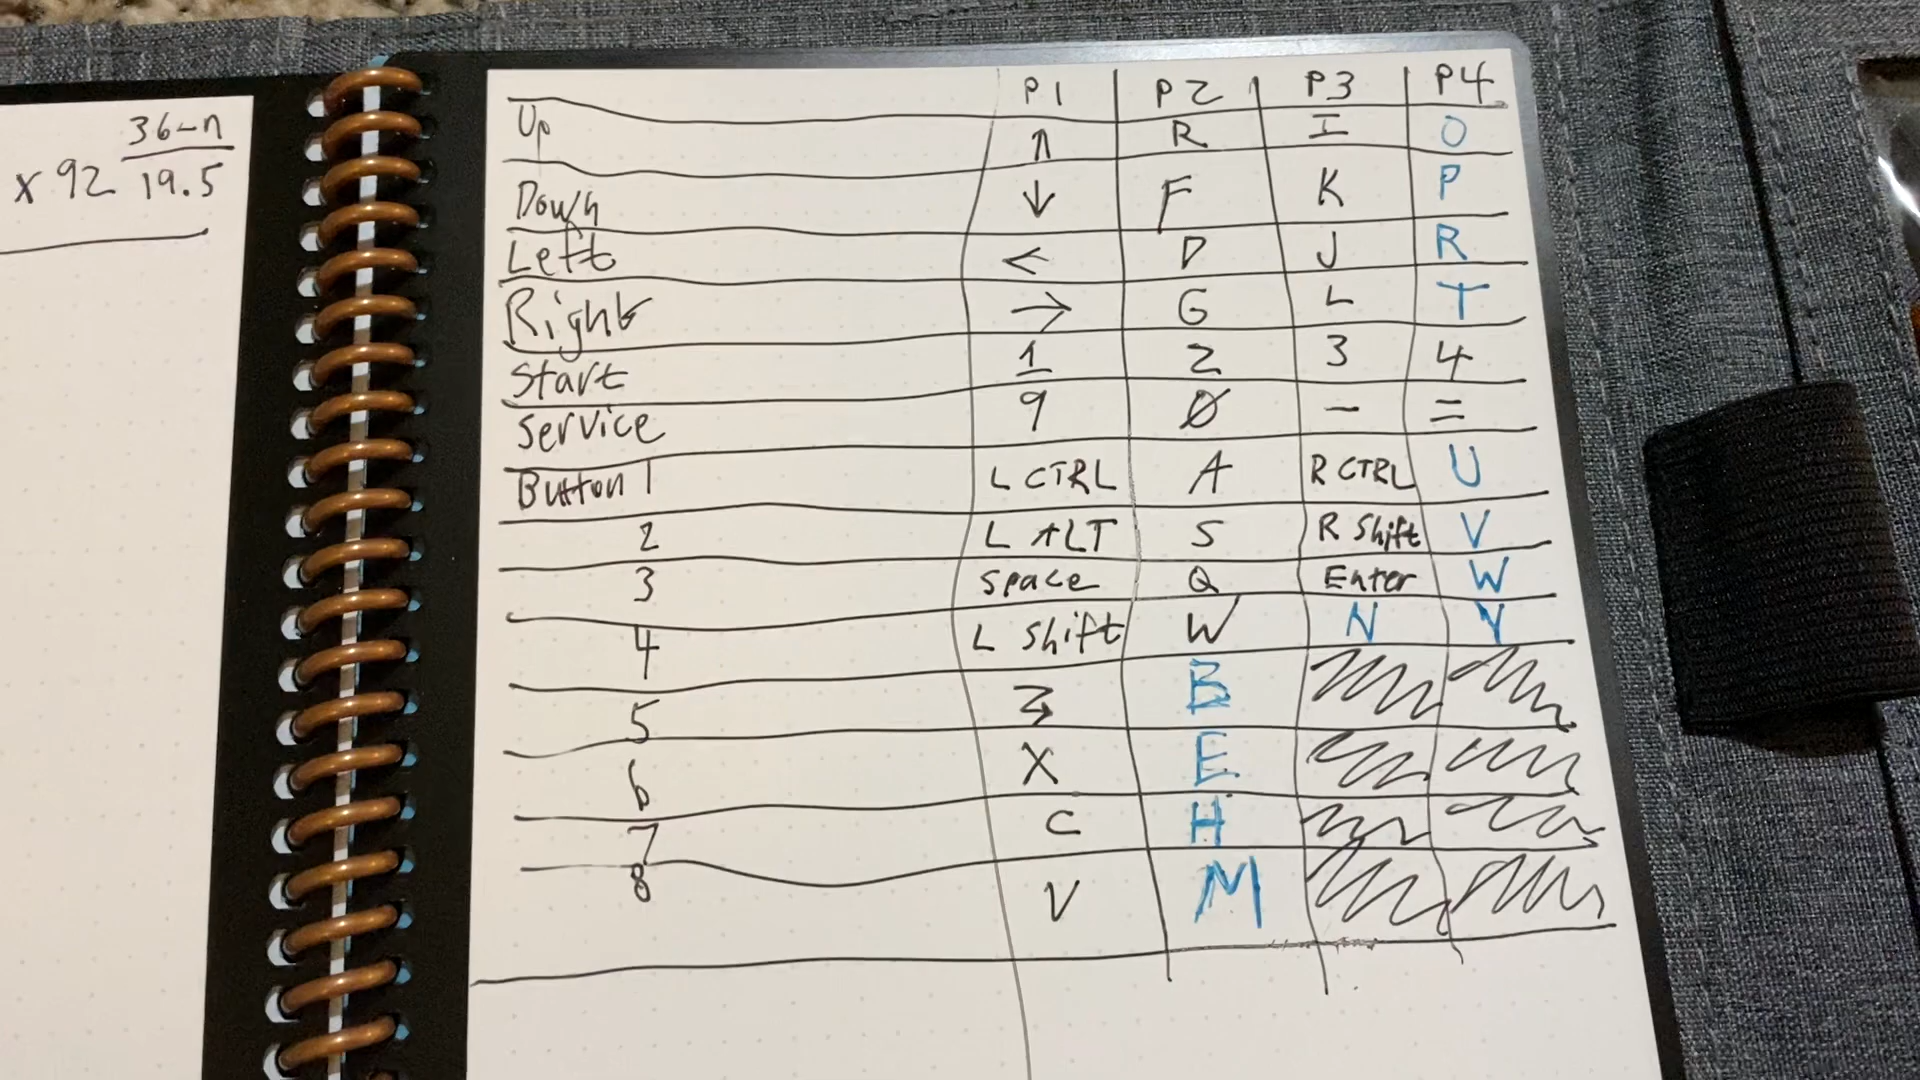 36-n
x 92 19.5
P1 P2 P3 P4
Up ↑ R I O
Down ↓ F K P
Left ← D J R
Right → G L T
Start 1 2 3 4
Service 9 Ø - =
Button 1 L CTRL A R CTRL U
2 L ALT S R Shift V
3 Space Q Enter W
4 L Shift W N Y
5 Z B
6 X E
7 C H
8 V M